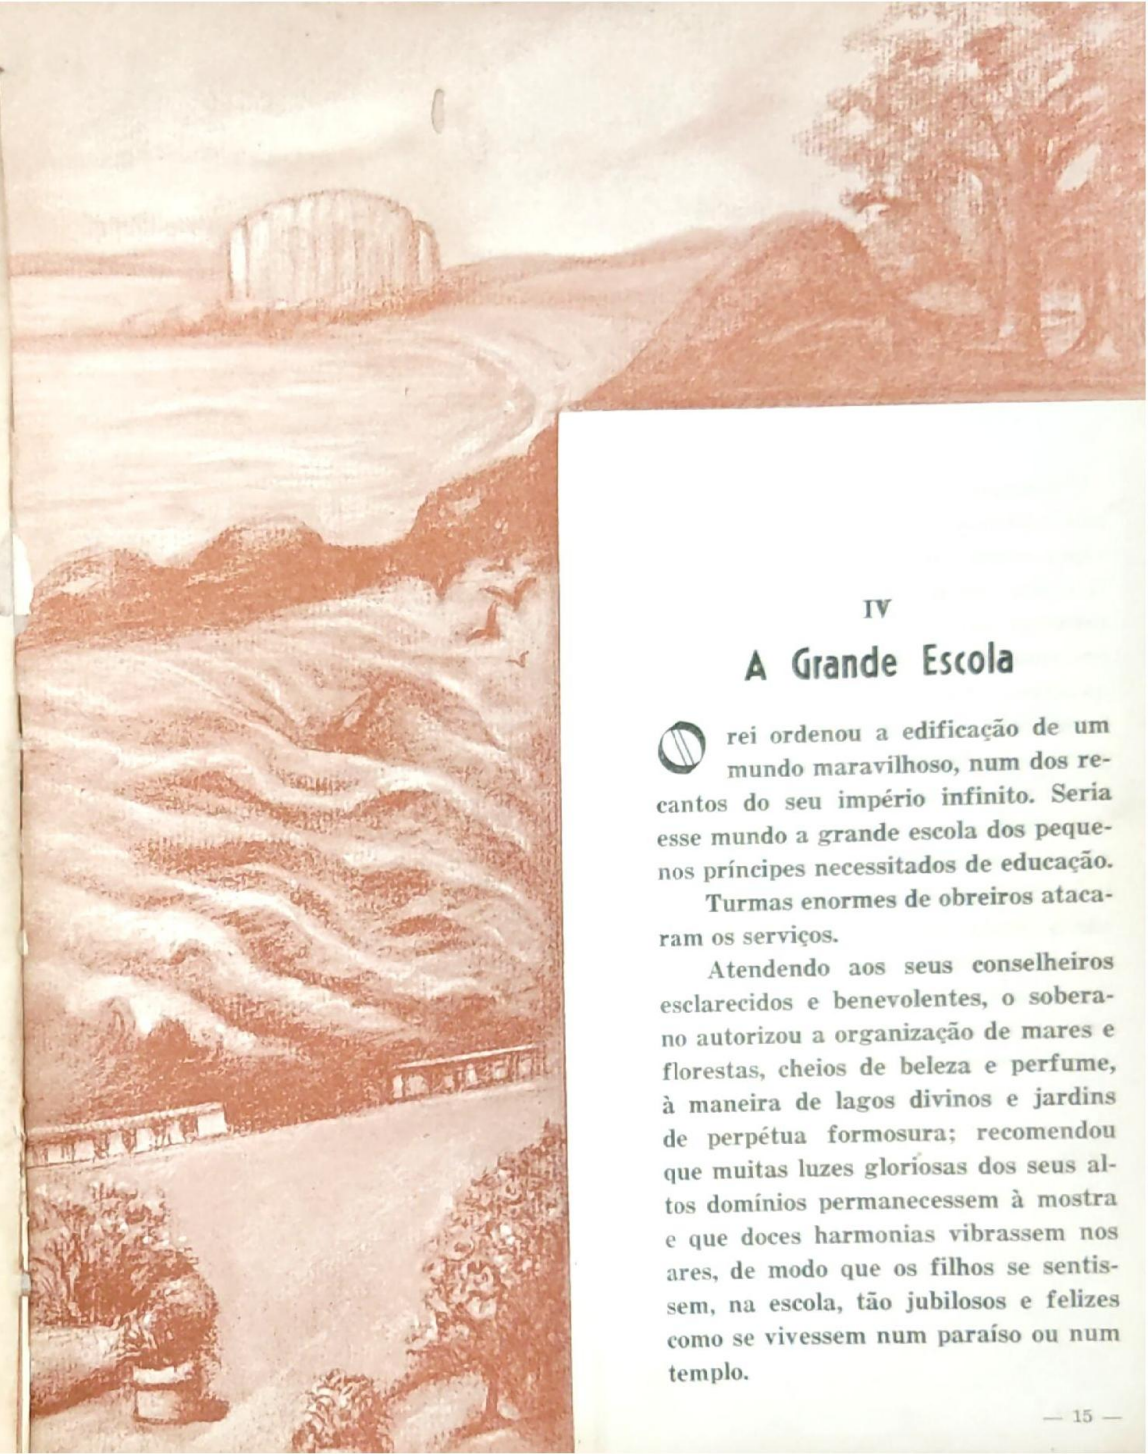 IV
A Grande Escola
O rei ordenou a edificação de um
mundo maravilhoso, num dos re-
cantos do seu império infinito. Seria
esse mundo a grande escola dos peque-
nos príncipes necessitados de educação.
Turmas enormes de obreiros ataca-
ram os serviços.
Atendendo aos seus conselheiros
esclarecidos e benevolentes, o sobera-
no autorizou a organização de mares e
florestas, cheios de beleza e perfume,
à maneira de lagos divinos e jardins
de perpétua formosura; recomendou
que muitas luzes gloriosas dos seus al-
tos domínios permanecessem à mostra
e que doces harmonias vibrassem nos
ares, de modo que os filhos se sentis-
sem, na escola, tão jubilosos e felizes
como se vivessem num paraíso ou num
templo.
— 15 —